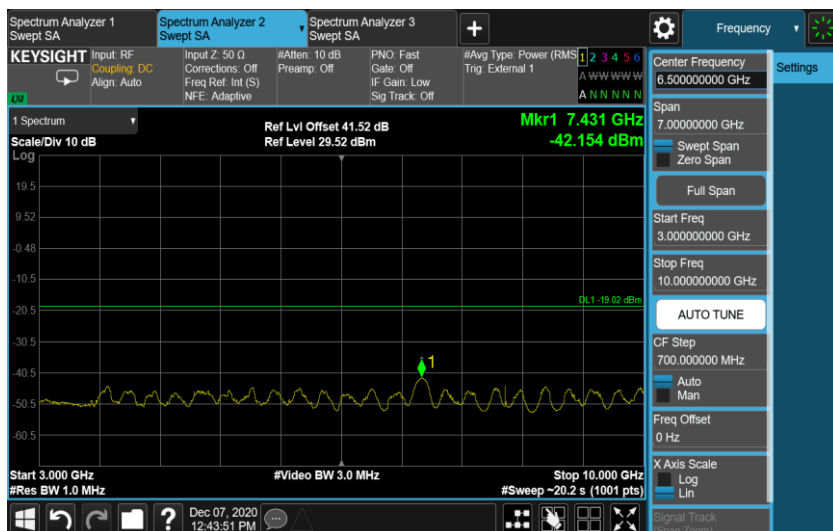 Spectrum Analyzer 1
Swept SA
Spectrum Analyzer 2
Swept SA
Spectrum Analyzer 3
Swept SA
+
Frequency
KEYSIGHT
Input: RF
Coupling: DC
Align: Auto
LXI
Input Z: 50 Ω
Corrections: Off
Freq Ref: Int (S)
NFE: Adaptive
#Atten: 10 dB
Preamp: Off
PNO: Fast
Gate: Off
IF Gain: Low
Sig Track: Off
#Avg Type: Power (RMS
Trig: External 1
1 2 3 4 5 6
A W W W W W
A N N N N N
1 Spectrum
Scale/Div 10 dB
Log
Ref Lvl Offset 41.52 dB
Ref Level 29.52 dBm
Mkr1 7.431 GHz
-42.154 dBm
19.5
9.52
-0.48
-10.5
-20.5
-30.5
-40.5
-50.5
-60.5
DL1 -19.02 dBm
1
Start 3.000 GHz
#Res BW 1.0 MHz
#Video BW 3.0 MHz
Stop 10.000 GHz
#Sweep ~20.2 s (1001 pts)
Center Frequency
6.500000000 GHz
Settings
Span
7.00000000 GHz
Swept Span
Zero Span
Full Span
Start Freq
3.000000000 GHz
Stop Freq
10.000000000 GHz
AUTO TUNE
CF Step
700.000000 MHz
Auto
Man
Freq Offset
0 Hz
X Axis Scale
Log
Lin
Signal Track
(Span Zoom)
?
Dec 07, 2020
12:43:51 PM